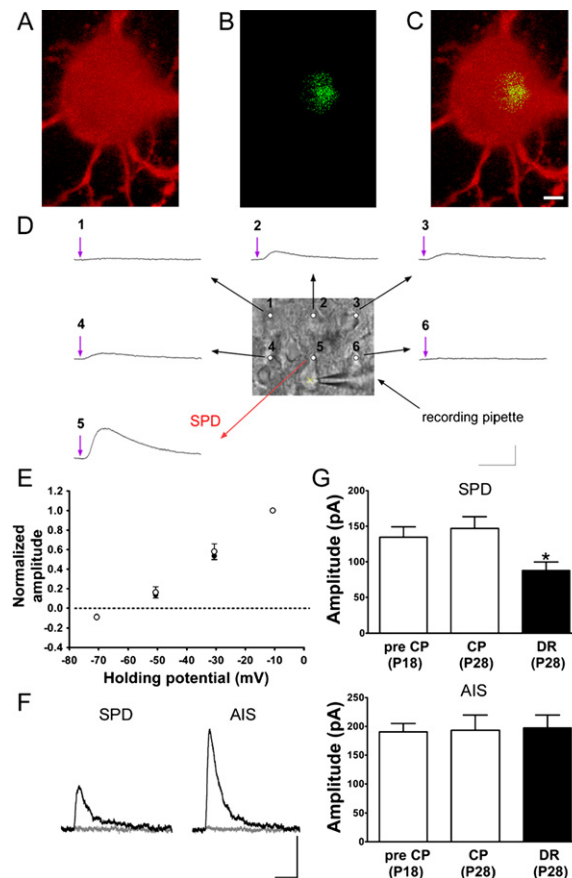 A
B
C
D
1
2
3
1
2
3
4
5
6
4
6
SPD
recording pipette
5
E
Normalized
amplitude
1.2
1.0
0.8
0.6
0.4
0.2
0.0
-0.2
-0.4
-80 -70 -60 -50 -40 -30 -20 -10 0
Holding potential (mV)
F
SPD AIS
G
SPD
Amplitude (pA)
200
150
100
50
0
*
pre CP CP DR
(P18) (P28) (P28)
AIS
Amplitude (pA)
250
200
150
100
50
0
pre CP CP DR
(P18) (P28) (P28)